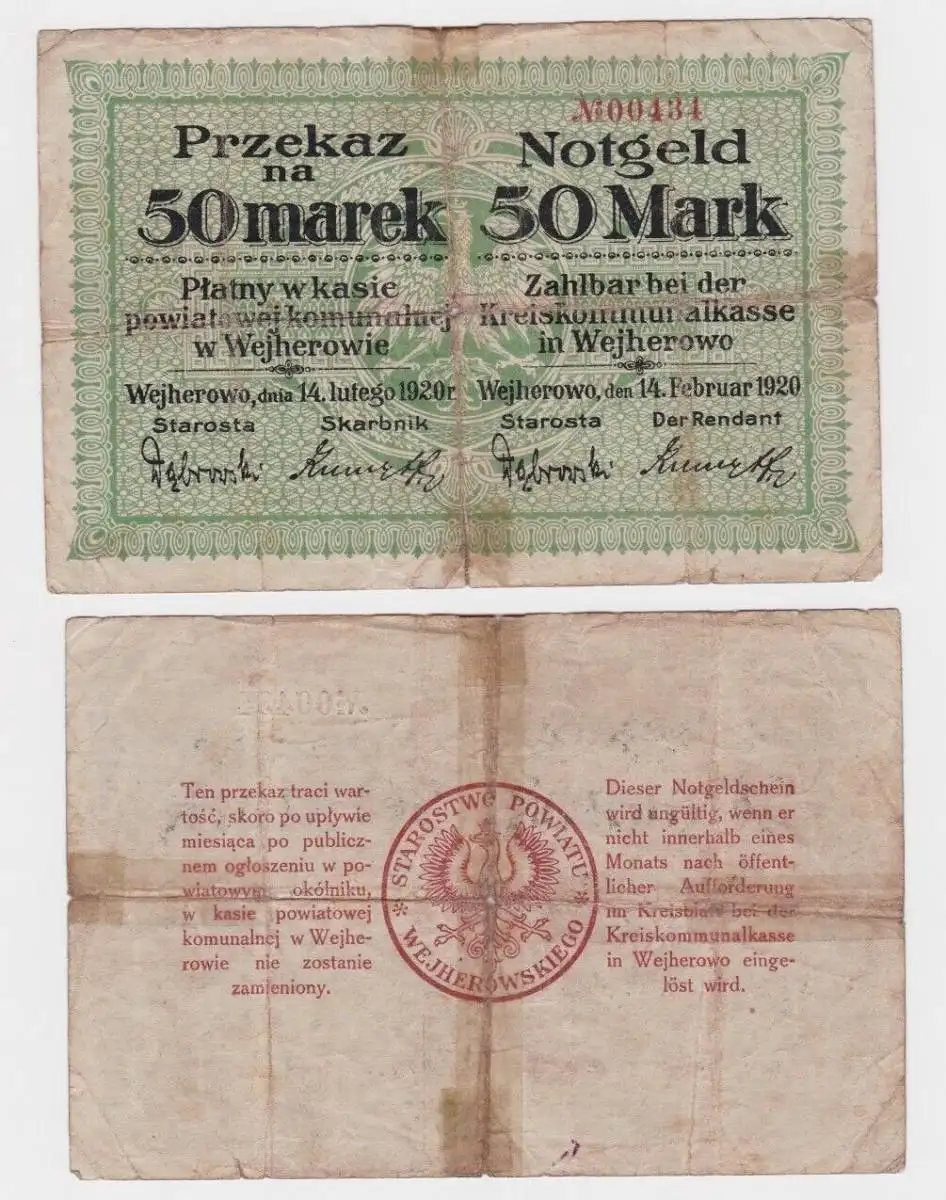 №00434
Przekaz
na
50 marek
Płatny w kasie
powiatowej komunalnej
w Wejherowie
Wejherowo, dnia 14. lutego 1920 r.
Starosta Skarbnik
Dąbrowski
Notgeld
50 Mark
Zahlbar bei der
Kreiskommunalkasse
in Wejherowo
Wejherowo, den 14. Februar 1920
Starosta Der Rendant
Dąbrowski
№00434
Ten przekaz traci war-
tość, skoro po upływie
miesiąca po publicz-
nem ogłoszeniu w po-
wiatowym okólniku,
w kasie powiatowej
komunalnej w Wejhe-
rowie nie zostanie
zamieniony.
STAROSTWO POWIATU
* WEJHEROWSKIEGO *
Dieser Notgeldschein
wird ungültig, wenn er
nicht innerhalb eines
Monats nach öffent-
licher Aufforderung
im Kreisblatt bei der
Kreiskommunalkasse
in Wejherowo einge-
löst wird.